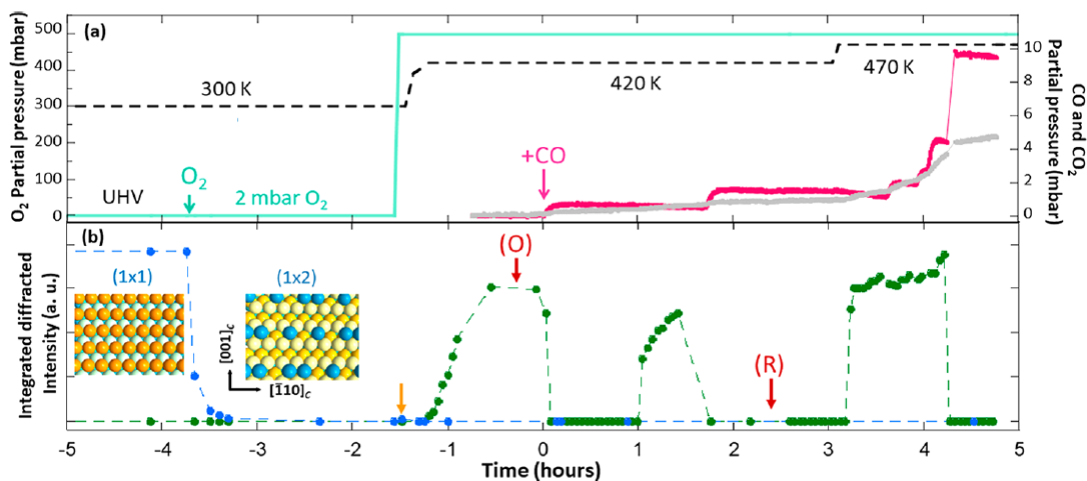 (a)
O₂ Partial pressure (mbar)
500
400
300
200
100
0
300 K
420 K
470 K
O₂
UHV
2 mbar O₂
+CO
10
8
6
4
2
0
CO and CO₂
Partial pressure (mbar)
(b)
Integrated diffracted
Intensity (a. u.)
(1x1)
(1x2)
[001]c
[1̅10]c
(O)
(R)
-5 -4 -3 -2 -1 0 1 2 3 4 5
Time (hours)